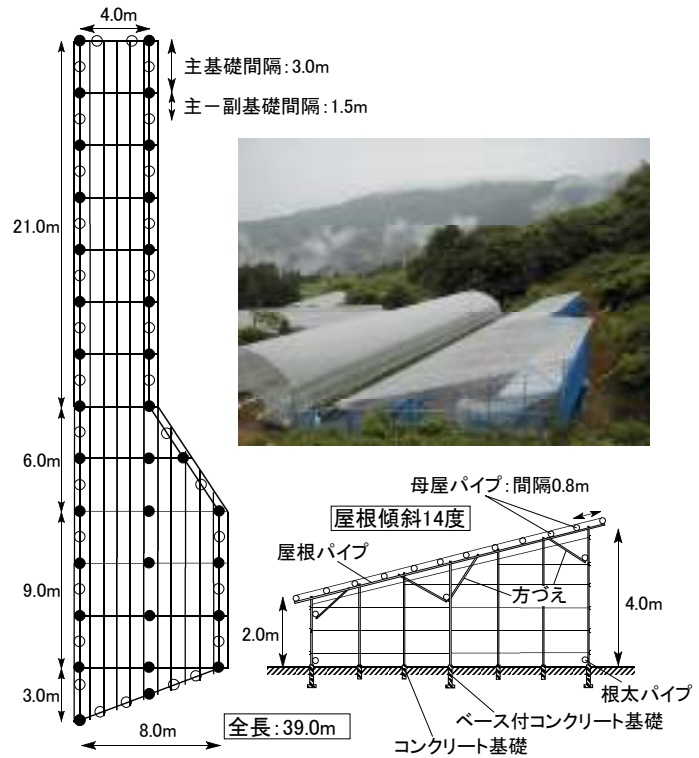 4.0m
主基礎間隔:3.0m
主-副基礎間隔:1.5m
21.0m
6.0m
9.0m
3.0m
8.0m
全長:39.0m
母屋パイプ:間隔0.8m
屋根傾斜14度
屋根パイプ
方づえ
2.0m
4.0m
根太パイプ
ベース付コンクリート基礎
コンクリート基礎